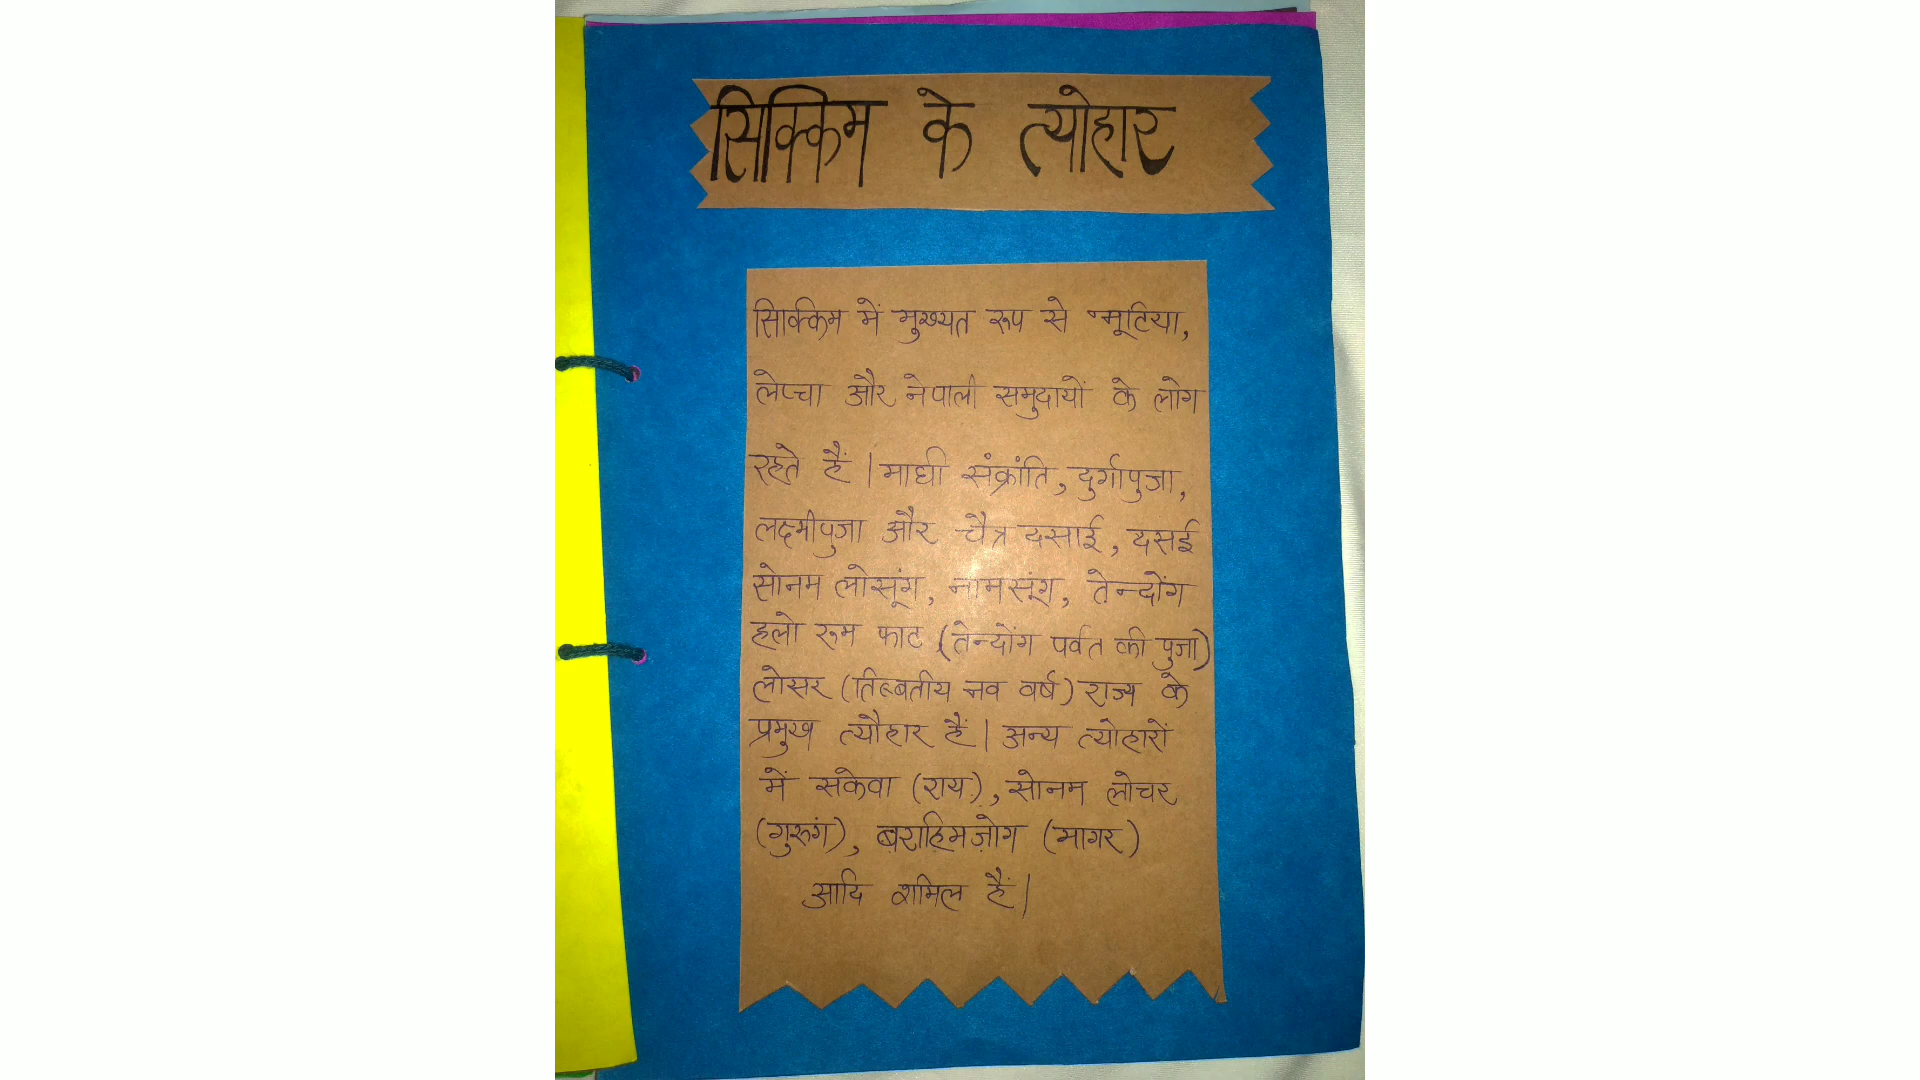 सिक्किम के त्योहार
सिक्किम में मुख्यत रूप से भूटिया,
लेप्चा और नेपाली समुदायों के लोग
रहते हैं | माघी संक्रांति, दुर्गापुजा,
लक्ष्मीपुजा और चैत्र दसाई, दसई
सोनम लोसूंग, नामसूंग, तेन्दोंग
हलो रूम फाट (तेन्दोंग पर्वत की पुजा)
लोसर (तिब्बतीय नव वर्ष) राज्य के
प्रमुख त्यौहार हैं | अन्य त्योहारों
में सकेवा (राय), सोनम लोचर
(गुरूंग), बराहिमज़ोग (मागर)
आदि शामिल हैं |